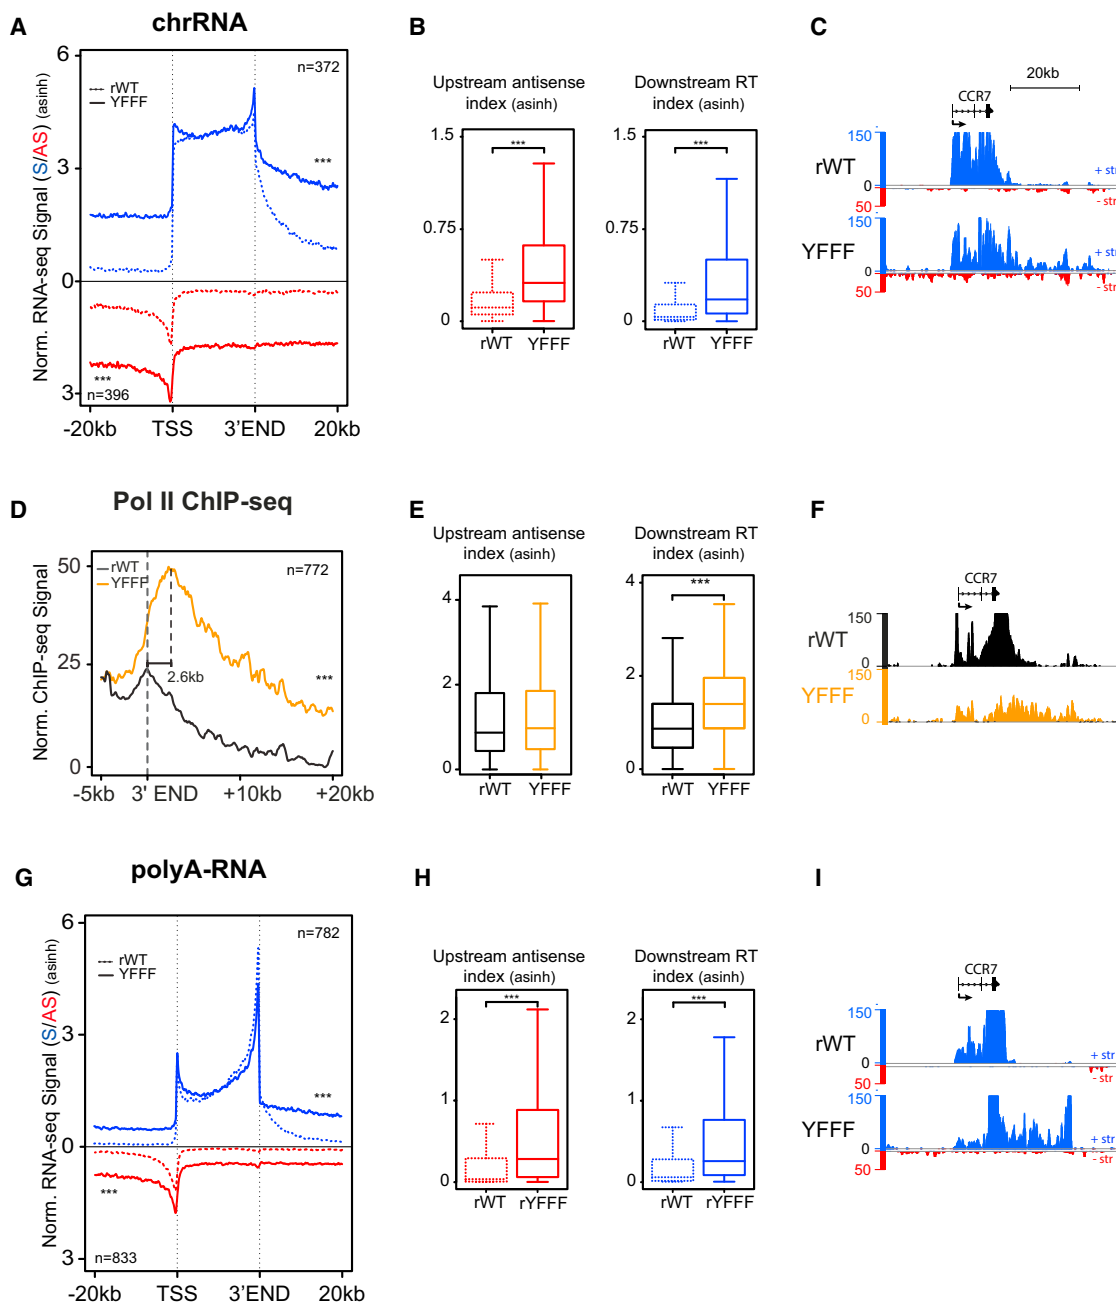 A
chrRNA
Norm. RNA-seq Signal (S/AS) (asinh)
6
3
0
3
n=372
rWT
YFFF
***
***
n=396
-20kb TSS 3'END 20kb
B
Upstream antisense
index (asinh)
1.5
0.75
0
***
rWT YFFF
Downstream RT
index (asinh)
1.5
0.75
0
***
rWT YFFF
C
20kb
CCR7
rWT
150
0
50
+ str
- str
YFFF
150
0
50
+ str
- str
D
Pol II ChIP-seq
Norm. ChIP-seq Signal
50
25
0
rWT
YFFF
n=772
2.6kb
***
-5kb 3' END +10kb +20kb
E
Upstream antisense
index (asinh)
4
2
0
rWT YFFF
Downstream RT
index (asinh)
4
2
0
***
rWT YFFF
F
CCR7
rWT
150
0
YFFF
150
0
G
polyA-RNA
Norm. RNA-seq Signal (S/AS) (asinh)
6
3
0
3
n=782
rWT
YFFF
***
***
n=833
-20kb TSS 3'END 20kb
H
Upstream antisense
index (asinh)
2
1
0
***
rWT rYFFF
Downstream RT
index (asinh)
2
1
0
***
rWT rYFFF
I
CCR7
rWT
150
0
50
+ str
- str
YFFF
150
0
50
+ str
- str